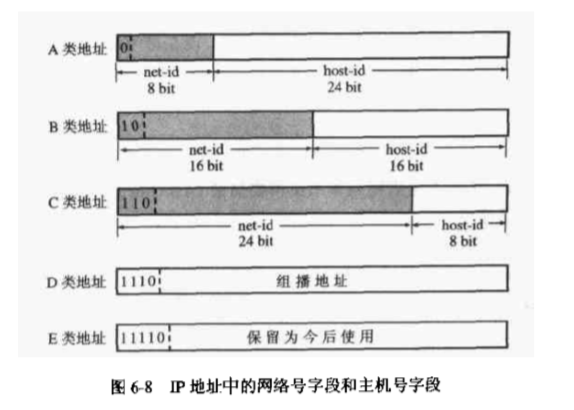 A 类地址
0
net-id
8 bit
host-id
24 bit
B 类地址
10
net-id
16 bit
host-id
16 bit
C 类地址
110
net-id
24 bit
host-id
8 bit
D 类地址
1110
组播地址
E 类地址
11110
保留为今后使用
图 6-8 IP 地址中的网络号字段和主机号字段